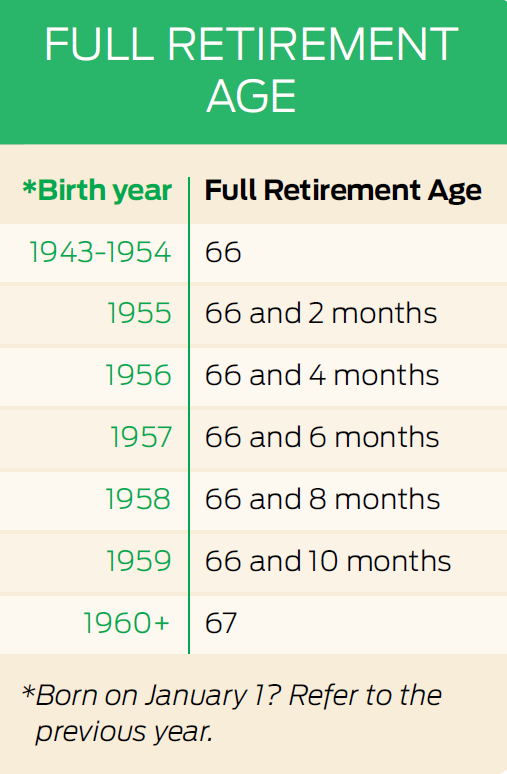 FULL RETIREMENT
AGE
*Birth year Full Retirement Age
1943-1954 66
1955 66 and 2 months
1956 66 and 4 months
1957 66 and 6 months
1958 66 and 8 months
1959 66 and 10 months
1960+ 67
*Born on January 1? Refer to the
previous year.